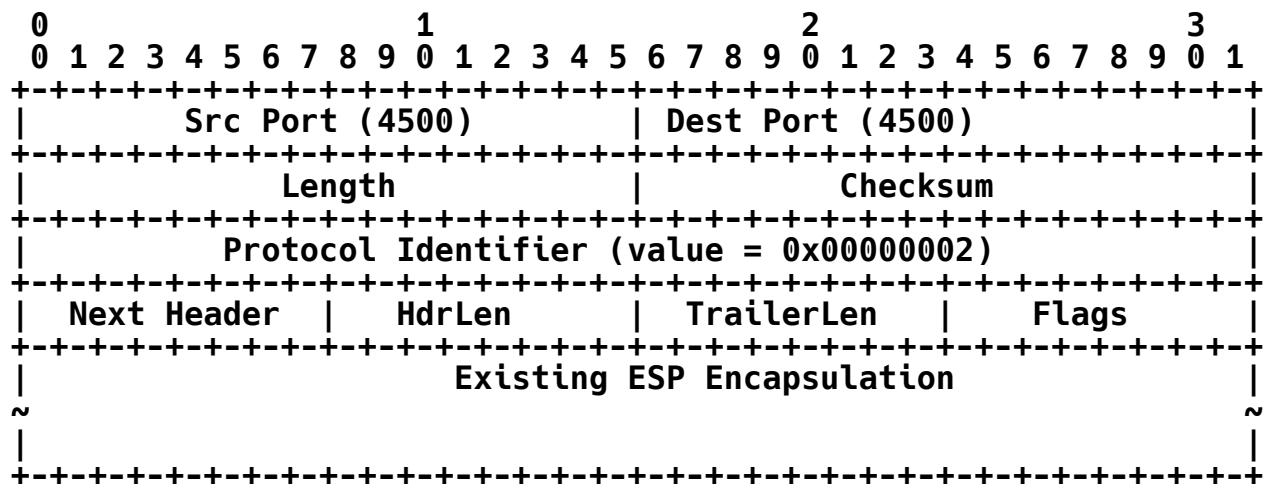 0                   1                   2                   3
 0 1 2 3 4 5 6 7 8 9 0 1 2 3 4 5 6 7 8 9 0 1 2 3 4 5 6 7 8 9 0 1
+-+-+-+-+-+-+-+-+-+-+-+-+-+-+-+-+-+-+-+-+-+-+-+-+-+-+-+-+-+-+-+-+
|        Src Port (4500)        | Dest Port (4500)              |
+-+-+-+-+-+-+-+-+-+-+-+-+-+-+-+-+-+-+-+-+-+-+-+-+-+-+-+-+-+-+-+-+
|             Length            |          Checksum             |
+-+-+-+-+-+-+-+-+-+-+-+-+-+-+-+-+-+-+-+-+-+-+-+-+-+-+-+-+-+-+-+-+
|          Protocol Identifier (value = 0x00000002)             |
+-+-+-+-+-+-+-+-+-+-+-+-+-+-+-+-+-+-+-+-+-+-+-+-+-+-+-+-+-+-+-+-+
|  Next Header  |   HdrLen      |  TrailerLen   |    Flags      |
+-+-+-+-+-+-+-+-+-+-+-+-+-+-+-+-+-+-+-+-+-+-+-+-+-+-+-+-+-+-+-+-+
|                      Existing ESP Encapsulation               |
~                                                               ~
|                                                               |
+-+-+-+-+-+-+-+-+-+-+-+-+-+-+-+-+-+-+-+-+-+-+-+-+-+-+-+-+-+-+-+-+